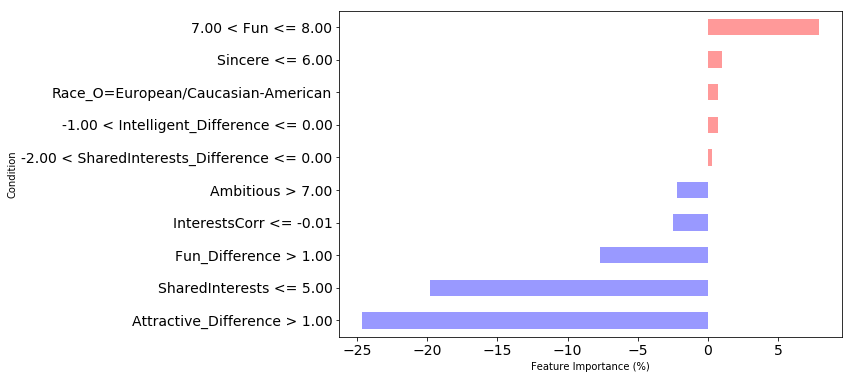 7.00 < Fun <= 8.00
Sincere <= 6.00
Race_O=European/Caucasian-American
-1.00 < Intelligent_Difference <= 0.00
-2.00 < SharedInterests_Difference <= 0.00
Ambitious > 7.00
InterestsCorr <= -0.01
Fun_Difference > 1.00
SharedInterests <= 5.00
Attractive_Difference > 1.00
Condition
−25 −20 −15 −10 −5 0 5
Feature Importance (%)